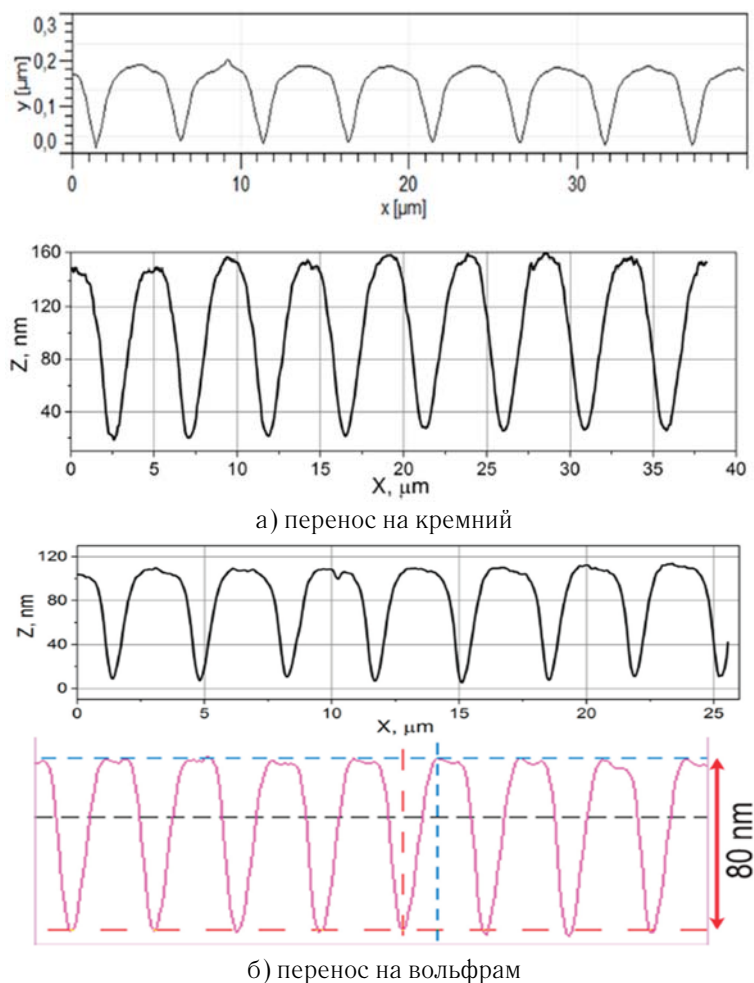 0,3
0,2
0,1
0,0
y [µm]
0 10 20 30
x [µm]
160
120
80
40
Z, nm
0 5 10 15 20 25 30 35 40
X, µm
а) перенос на кремний
120
80
40
0
Z, nm
0 5 10 15 20 25
X, µm
80 nm
б) перенос на вольфрам